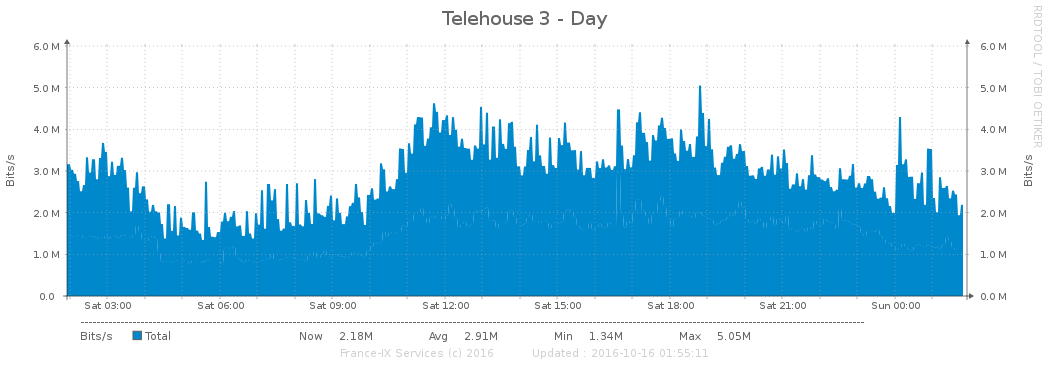 Telehouse 3 - Day
RRDTOOL / TOBI OETIKER
Bits/s
6.0 M 6.0 M
5.0 M 5.0 M
4.0 M 4.0 M
3.0 M 3.0 M
2.0 M 2.0 M
1.0 M 1.0 M
0.0 0.0 M
Bits/s
Sat 03:00 Sat 06:00 Sat 09:00 Sat 12:00 Sat 15:00 Sat 18:00 Sat 21:00 Sun 00:00
Bits/s Total Now 2.18M Avg 2.91M Min 1.34M Max 5.05M
France-IX Services (c) 2016 Updated : 2016-10-16 01:55:11